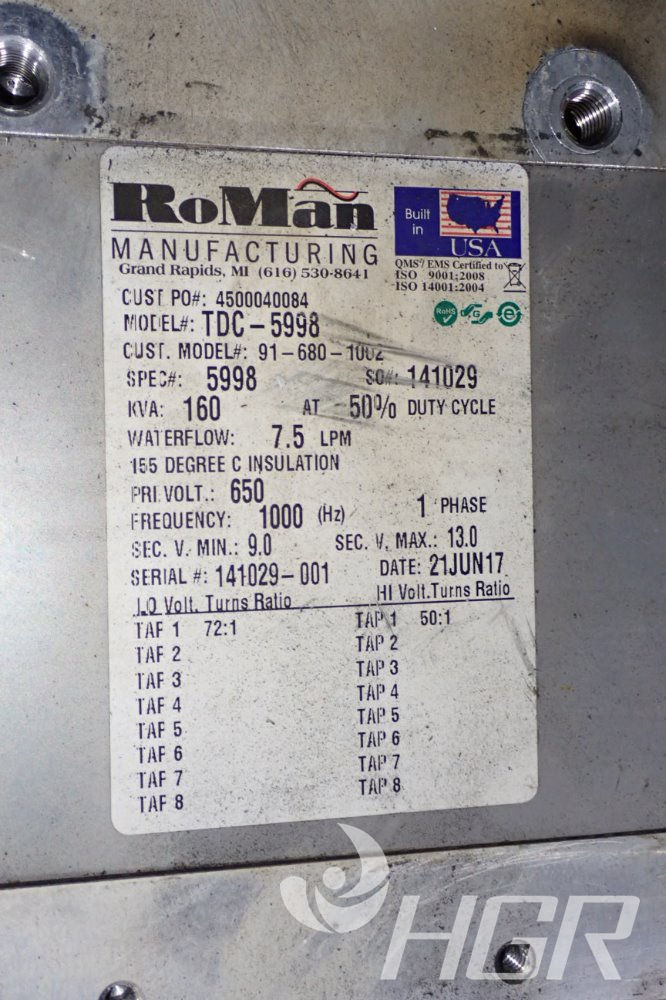 RoMan
MANUFACTURING
Grand Rapids, MI (616) 530-8641
Built
in
USA
QMS / EMS Certified to
ISO 9001:2008
ISO 14001:2004
RoHS
CUST PO#: 4500040084
MODEL#: TDC-5998
CUST. MODEL#: 91-680-1002
SPEC#: 5998 SO#: 141029
KVA: 160 AT 50% DUTY CYCLE
WATERFLOW: 7.5 LPM
155 DEGREE C INSULATION
PRI.VOLT.: 650
FREQUENCY: 1000 (Hz) 1 PHASE
SEC. V. MIN.: 9.0 SEC. V. MAX.: 13.0
SERIAL #: 141029-001 DATE: 21JUN17
LO Volt. Turns Ratio HI Volt.Turns Ratio
TAP 1 72:1 TAP 1 50:1
TAP 2 TAP 2
TAP 3 TAP 3
TAP 4 TAP 4
TAP 5 TAP 5
TAP 6 TAP 6
TAP 7 TAP 7
TAP 8 TAP 8
HGR